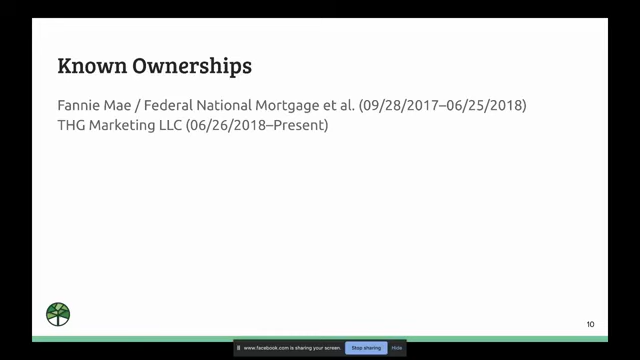 Known Ownerships
Fannie Mae / Federal National Mortgage et al. (09/28/2017–06/25/2018)
THG Marketing LLC (06/26/2018–Present)
10
www.facebook.com is sharing your screen.
Stop sharing
Hide